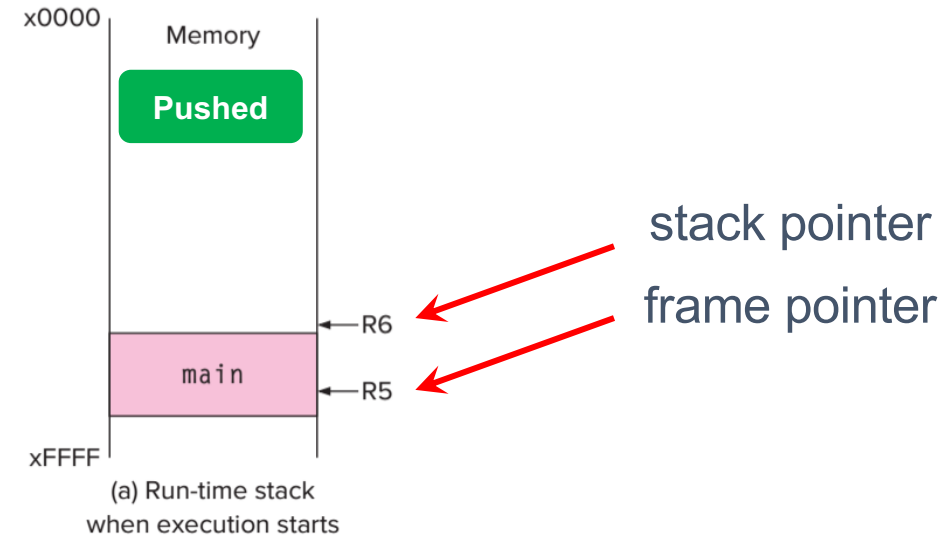 x0000
Memory
Pushed
stack pointer
frame pointer
R6
main
R5
xFFFF
(a) Run-time stack
when execution starts